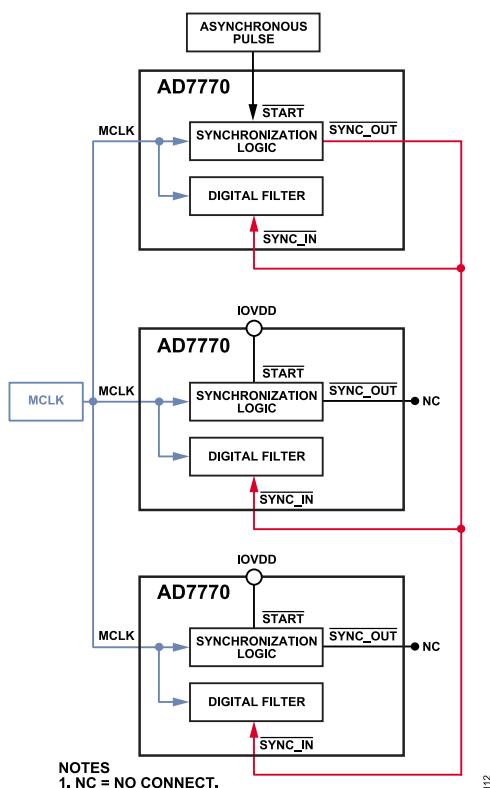 ASYNCHRONOUS
PULSE
AD7770
START
MCLK
SYNCHRONIZATION
LOGIC
SYNC_OUT
DIGITAL FILTER
SYNC_IN
IOVDD
AD7770
START
MCLK
MCLK
SYNCHRONIZATION
LOGIC
SYNC_OUT
NC
DIGITAL FILTER
SYNC_IN
IOVDD
AD7770
START
MCLK
SYNCHRONIZATION
LOGIC
SYNC_OUT
NC
DIGITAL FILTER
SYNC_IN
NOTES
1. NC = NO CONNECT.